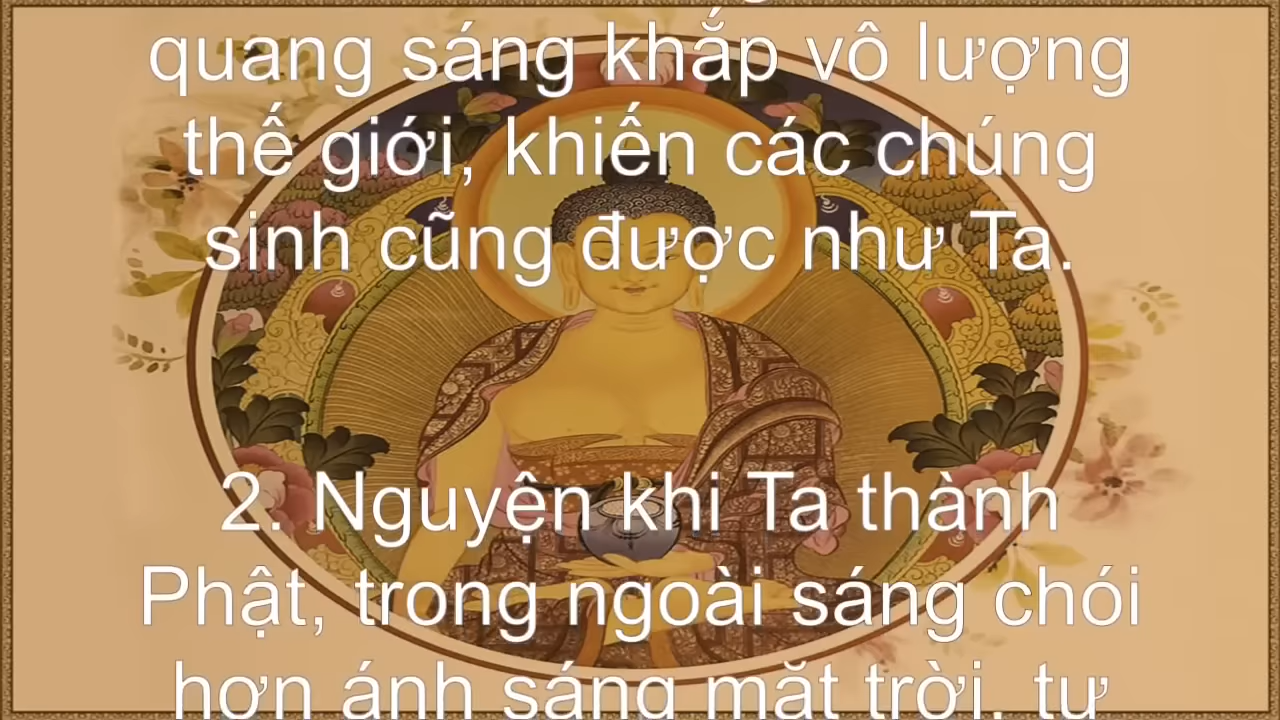 quang sáng khắp vô lượng
thế giới, khiến các chúng
sinh cũng được như Ta.
2. Nguyện khi Ta thành
Phật, trong ngoài sáng chói
hơn ánh sáng mặt trời, tự